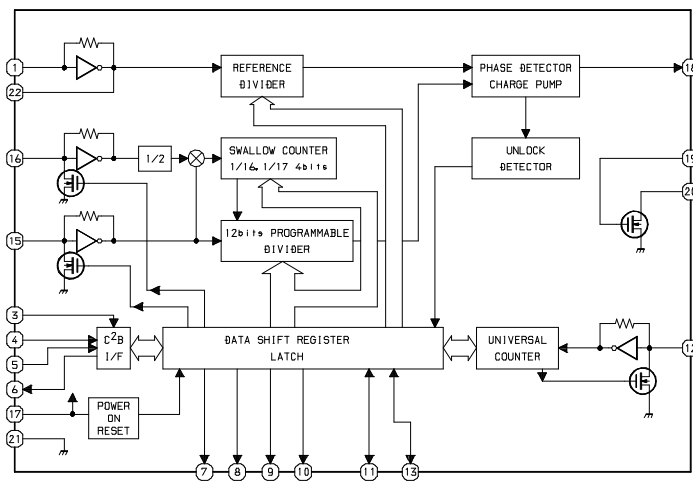 1
REFERENCE
DIVIDER
PHASE DETECTOR
CHARGE PUMP
18
22
16
1/2
SWALLOW COUNTER
1/16, 1/17 4bits
UNLOCK
DETECTOR
19
20
15
12bits PROGRAMMABLE
DIVIDER
3
4
5
6
C²B
I/F
DATA SHIFT REGISTER
LATCH
UNIVERSAL
COUNTER
12
17
POWER
ON
RESET
21
7
8
9
10
11
13